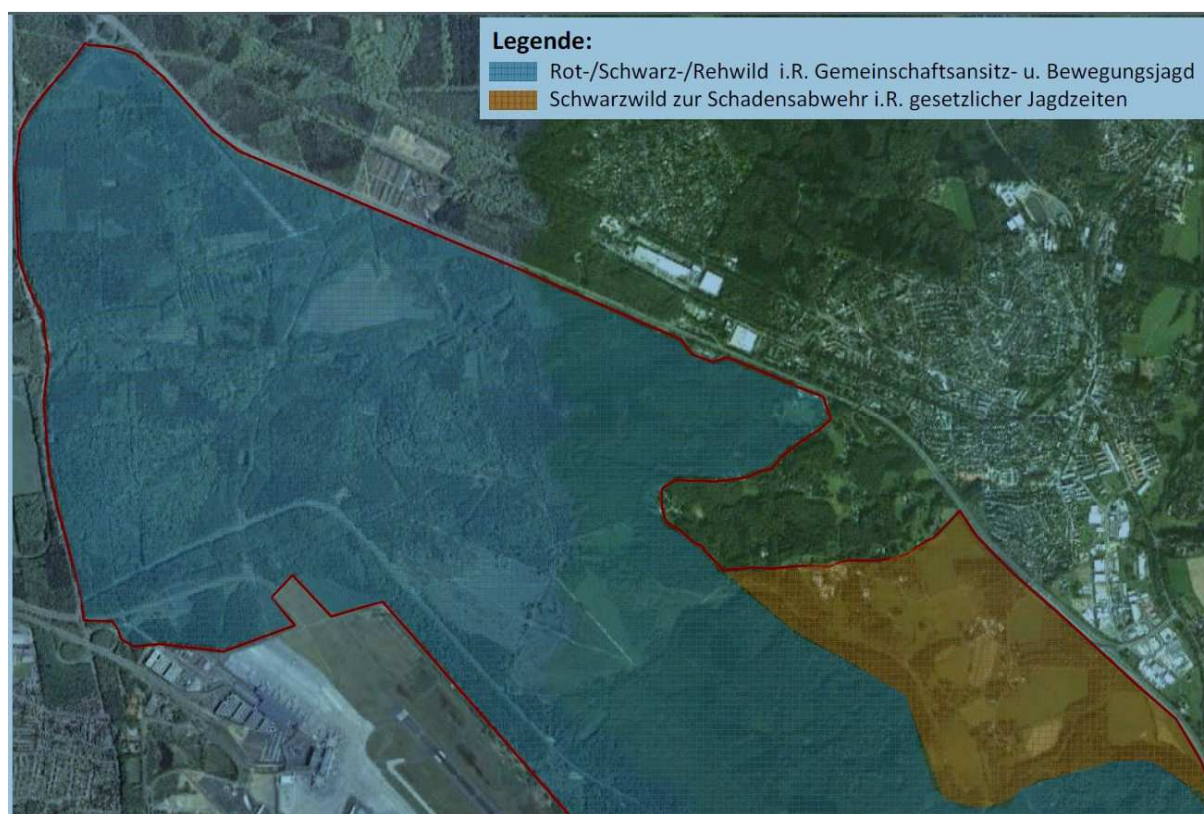 Legende:
Rot-/Schwarz-/Rehwild i.R. Gemeinschaftsansitz- u. Bewegungsjagd
Schwarzwild zur Schadensabwehr i.R. gesetzlicher Jagdzeiten